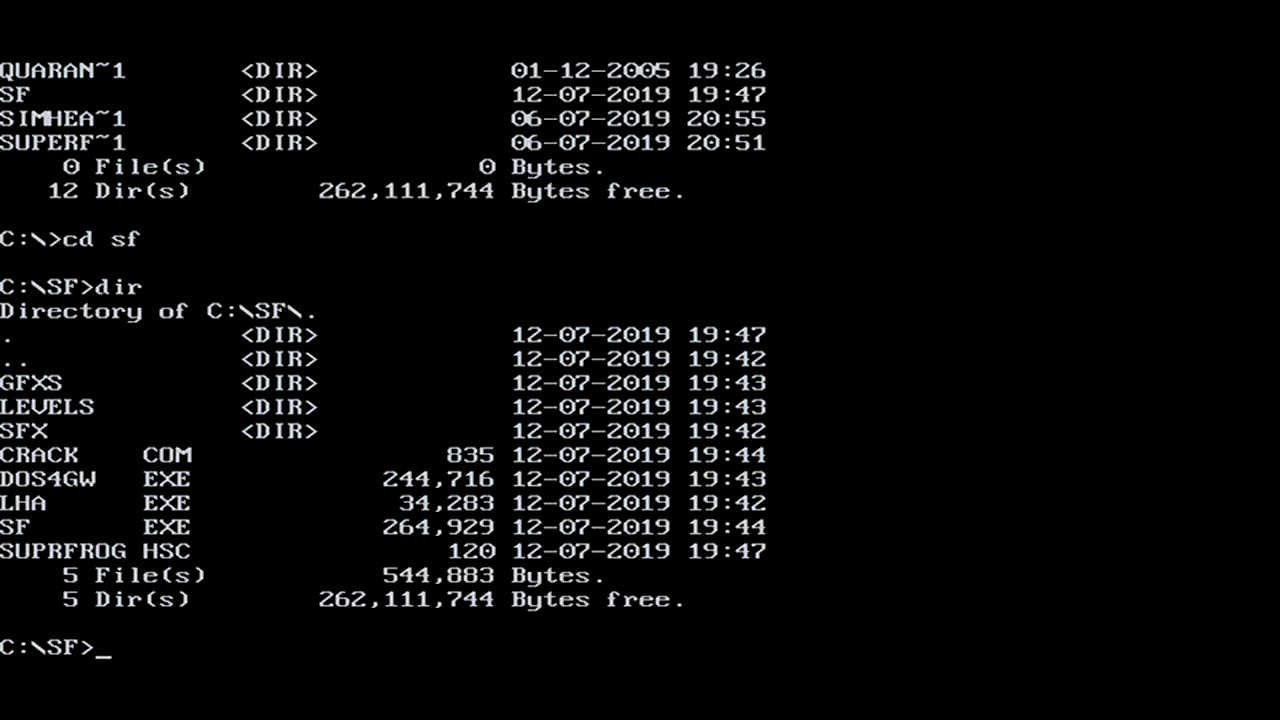 QUARAN~1 <DIR> 01-12-2005 19:26
SF <DIR> 12-07-2019 19:47
SIMHEA~1 <DIR> 06-07-2019 20:55
SUPERF~1 <DIR> 06-07-2019 20:51
0 File(s) 0 Bytes.
12 Dir(s) 262,111,744 Bytes free.
C:\>cd sf
C:\SF>dir
Directory of C:\SF\.
. <DIR> 12-07-2019 19:47
.. <DIR> 12-07-2019 19:42
GFXS <DIR> 12-07-2019 19:43
LEVELS <DIR> 12-07-2019 19:43
SFX <DIR> 12-07-2019 19:42
CRACK COM 835 12-07-2019 19:44
DOS4GW EXE 244,716 12-07-2019 19:43
LHA EXE 34,283 12-07-2019 19:42
SF EXE 264,929 12-07-2019 19:44
SUPRFROG HSC 120 12-07-2019 19:47
5 File(s) 544,883 Bytes.
5 Dir(s) 262,111,744 Bytes free.
C:\SF>_